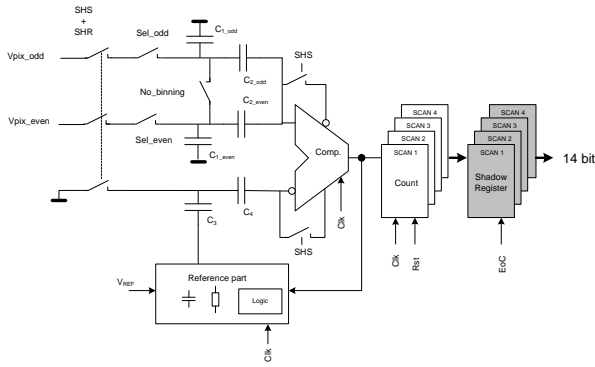 SHS
+
SHR
Sel_odd
C1_odd
Vpix_odd
SHS
C2_odd
No_binning
C2_even
Vpix_even
Sel_even
C1_even
Comp.
SCAN 4
SCAN 3
SCAN 2
SCAN 1
Count
SCAN 4
SCAN 3
SCAN 2
SCAN 1
Shadow
Register
14 bit
C3
C4
Clk
SHS
Clk
Rst
EoC
Reference part
VREF
Logic
Clk